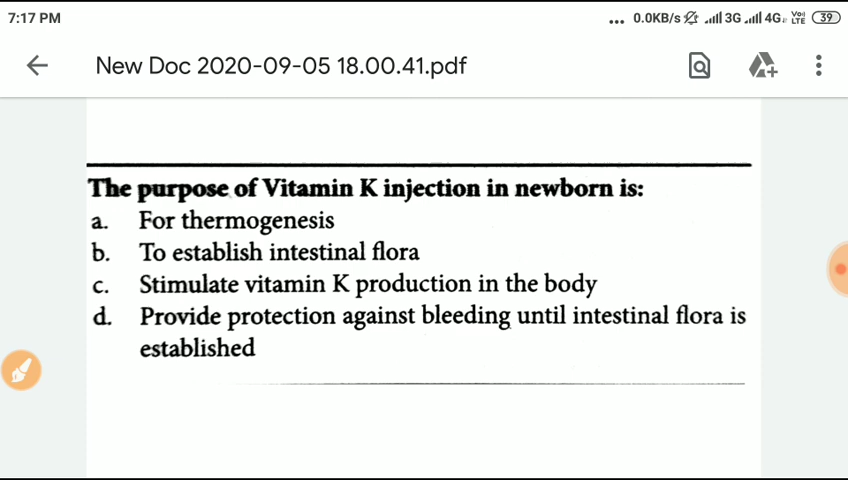 7:17 PM
... 0.0KB/s 3G 4G VoI LTE 39
New Doc 2020-09-05 18.00.41.pdf
The purpose of Vitamin K injection in newborn is:
a. For thermogenesis
b. To establish intestinal flora
c. Stimulate vitamin K production in the body
d. Provide protection against bleeding until intestinal flora is
established